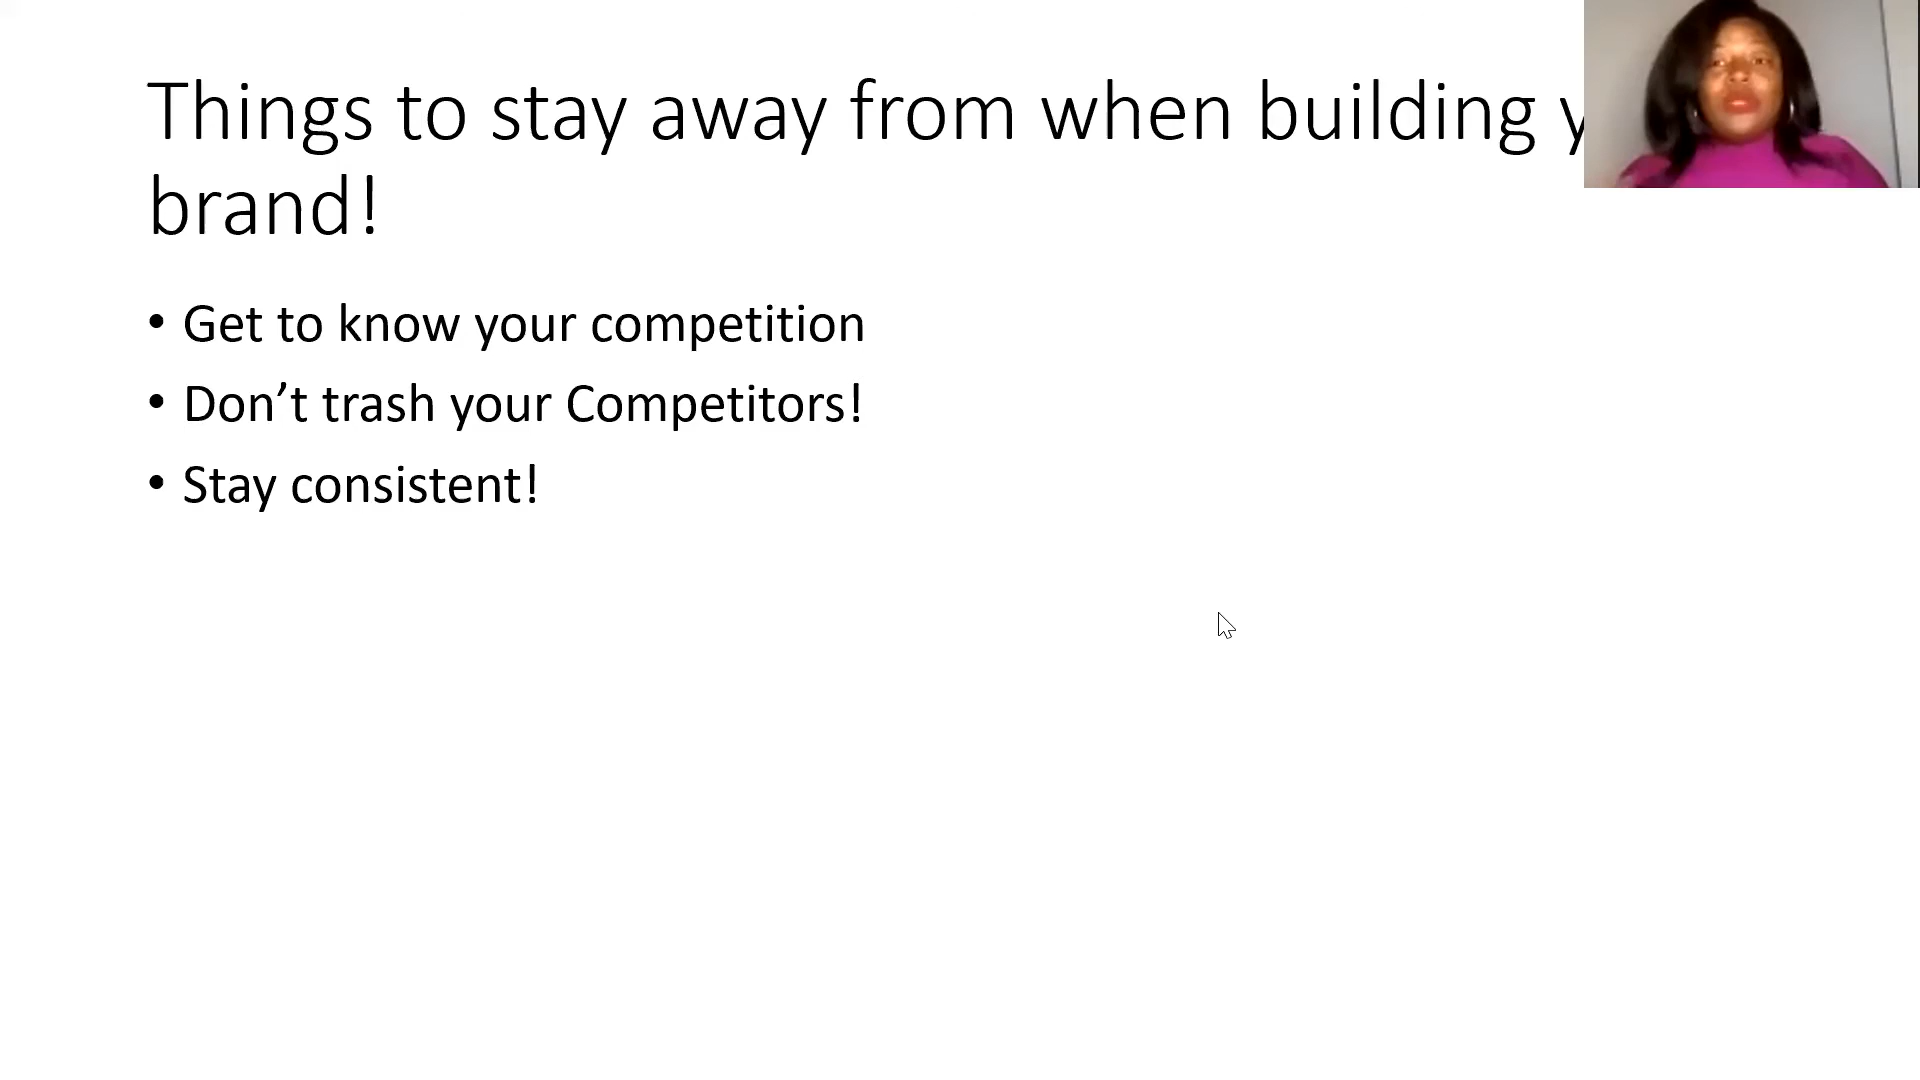 Things to stay away from when building
brand!
• Get to know your competition
• Don’t trash your Competitors!
• Stay consistent!